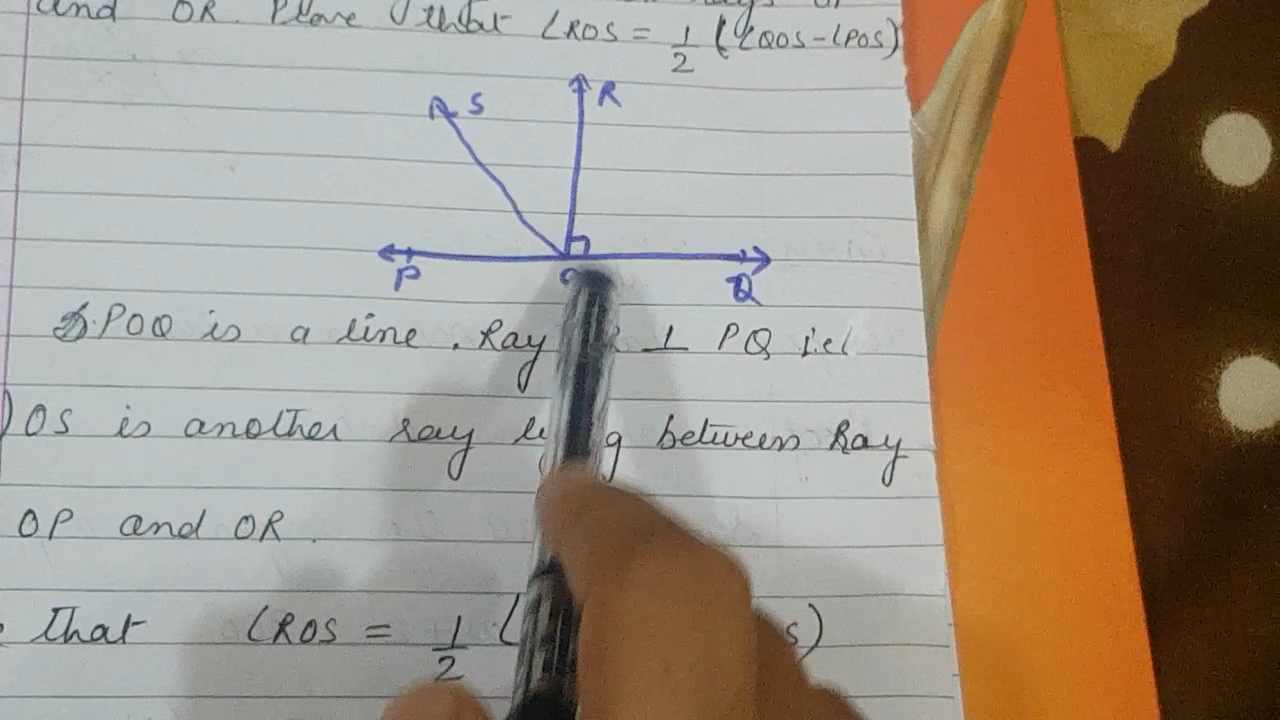 and OR. Prove that ∠ROS = 1/2 (∠QOS - ∠POS)
S R
P Q
POQ is a line. Ray ⊥ PQ i.e
OS is another ray between Ray
OP and OR.
that ∠ROS = 1/2 ( s)